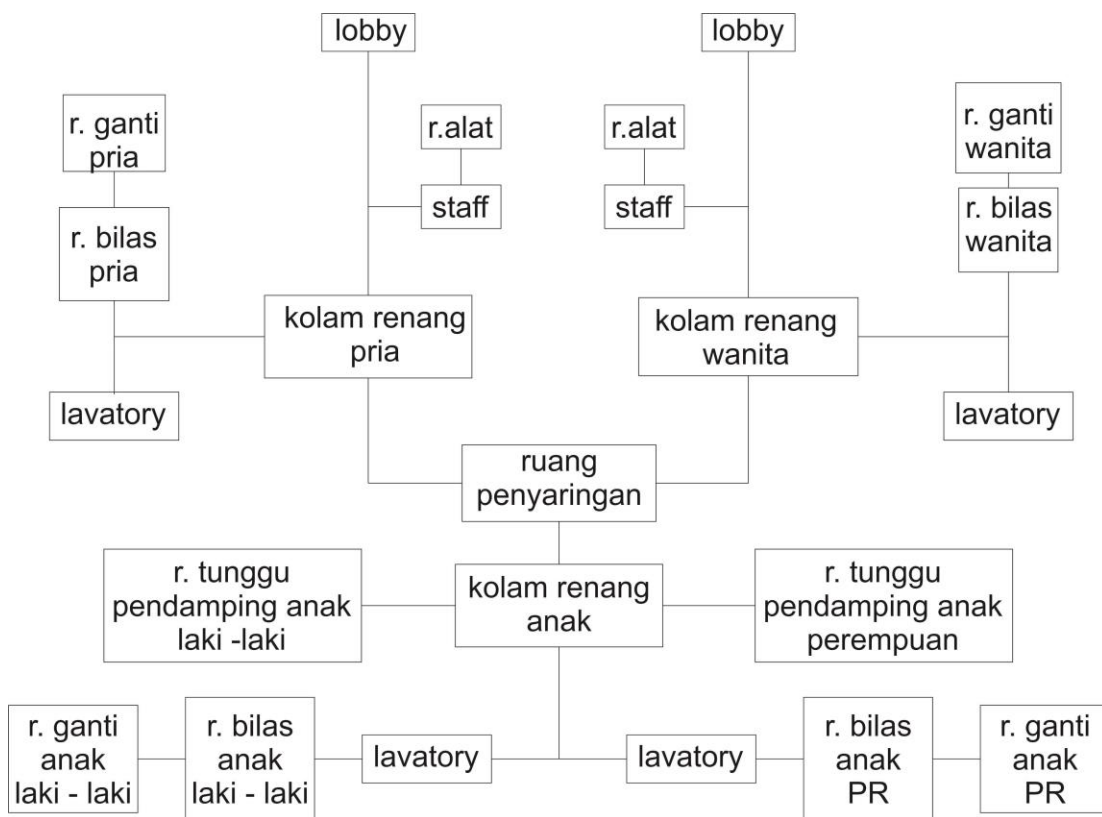 lobby
lobby
r. ganti
pria
r.alat
r.alat
r. ganti
wanita
staff
staff
r. bilas
pria
r. bilas
wanita
kolam renang
pria
kolam renang
wanita
lavatory
lavatory
ruang
penyaringan
r. tunggu
pendamping anak
laki -laki
kolam renang
anak
r. tunggu
pendamping anak
perempuan
r. ganti
anak
laki - laki
r. bilas
anak
laki - laki
lavatory
lavatory
r. bilas
anak
PR
r. ganti
anak
PR